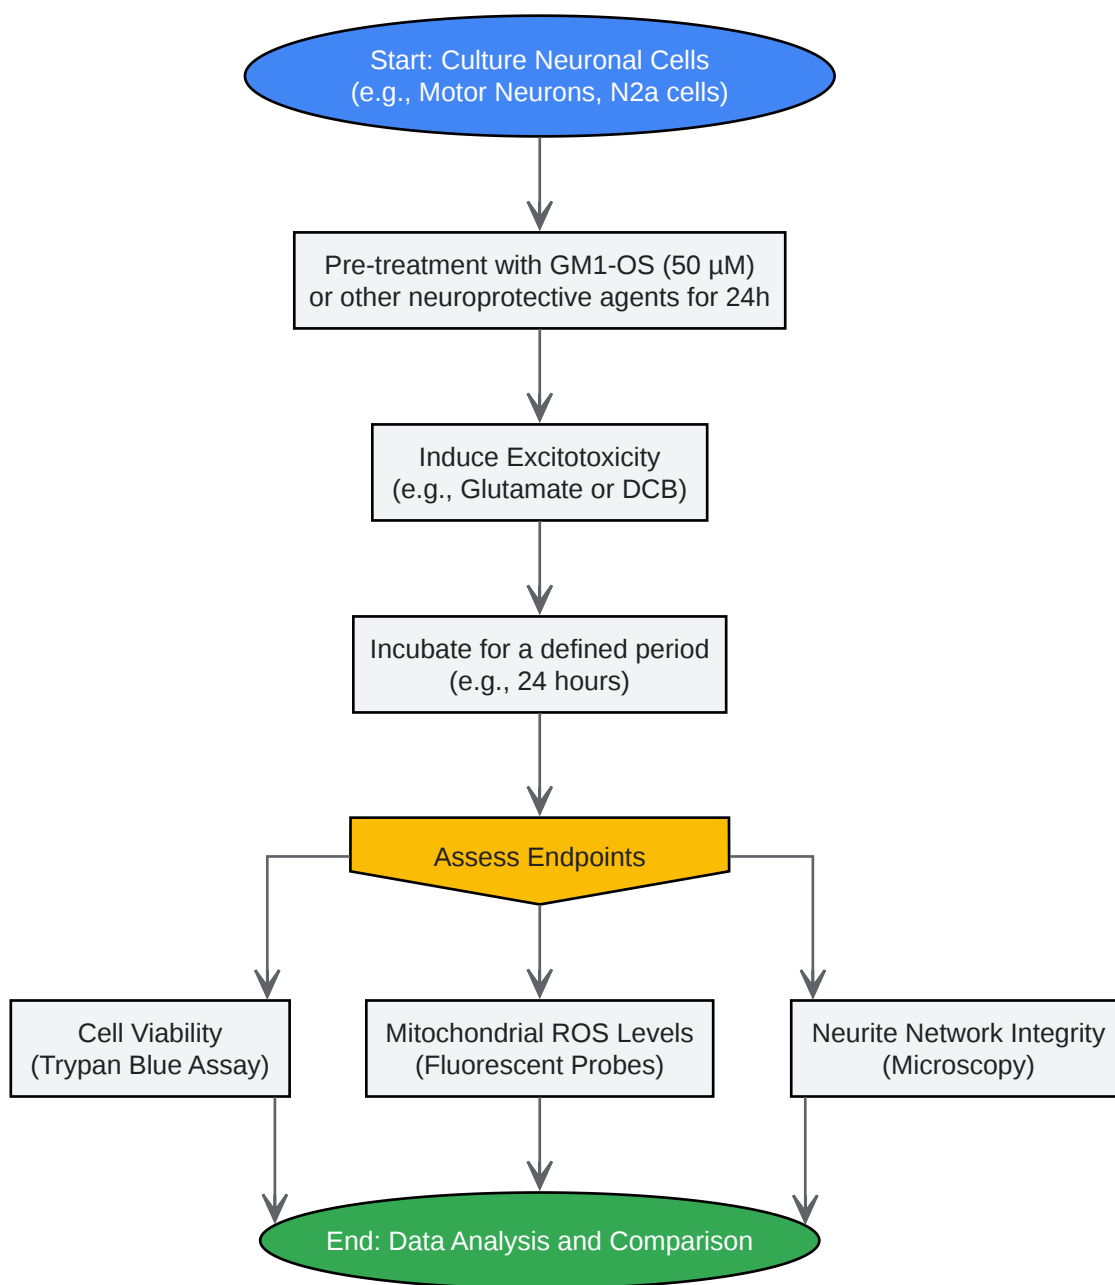 Start: Culture Neuronal Cells
(e.g., Motor Neurons, N2a cells)
Pre-treatment with GM1-OS (50 µM)
or other neuroprotective agents for 24h
Induce Excitotoxicity
(e.g., Glutamate or DCB)
Incubate for a defined period
(e.g., 24 hours)
Assess Endpoints
Cell Viability
(Trypan Blue Assay)
Mitochondrial ROS Levels
(Fluorescent Probes)
Neurite Network Integrity
(Microscopy)
End: Data Analysis and Comparison